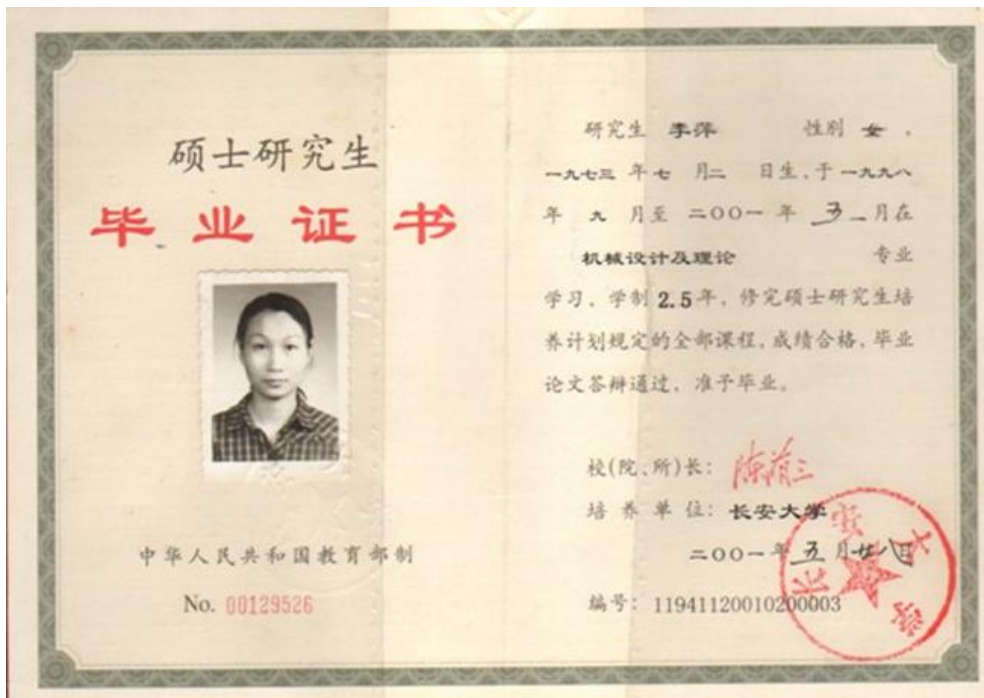 硕士研究生
毕业证书
中华人民共和国教育部制
No. 00129526
研究生 李萍 性别 女 ,
一九七三 年 七 月二 日生,于 一九九八
年 九 月至 二00一 年 五一月在
机械设计及理论 专业
学习,学制 2.5 年,修完硕士研究生培
养计划规定的全部课程,成绩合格,毕业
论文答辩通过,准予毕业。
校(院、所)长:
培养单位:长安大学
二00一年 五 月廿八日
编号:11941120010200003